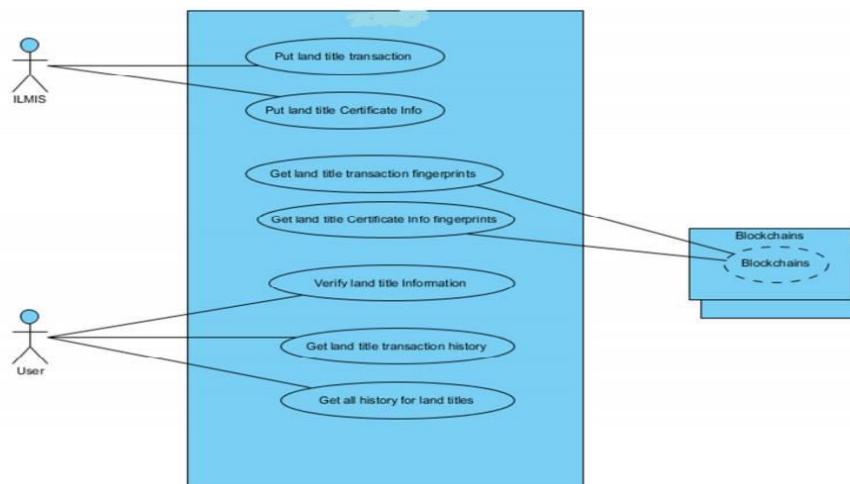 Put land title transaction
ILMIS
Put land title Certificate Info
Get land title transaction fingerprints
Get land title Certificate Info fingerprints
Blockchains
Blockchains
Verify land title Information
Get land title transaction history
User
Get all history for land titles